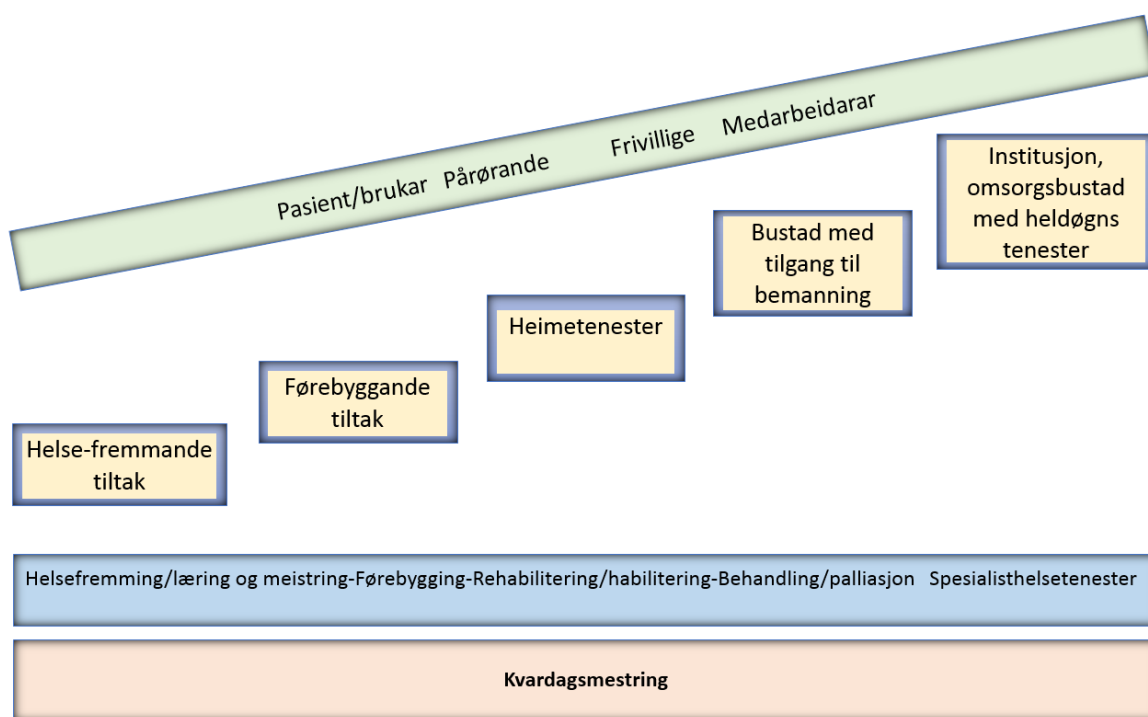 Pasient/brukar Pårørande Frivillige Medarbeidarar
Institusjon,
omsorgsbustad
med heldøgns
tenester
Bustad med
tilgang til
bemanning
Heimetenester
Førebyggande
tiltak
Helse-fremmande
tiltak
Helsefremming/læring og meistring-Førebygging-Rehabilitering/habilitering-Behandling/palliasjon Spesialisthelsetenester
Kvardagsmestring